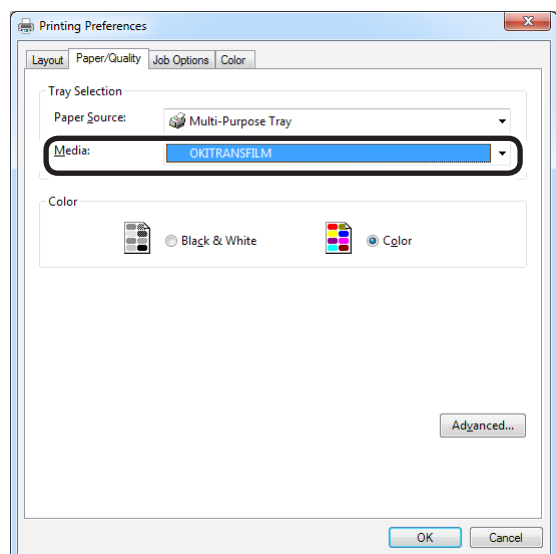 Printing Preferences
Layout Paper/Quality Job Options Color
Tray Selection
Paper Source: Multi-Purpose Tray
Media: OKITRANSFILM
Color
Black & White Color
Advanced...
OK Cancel